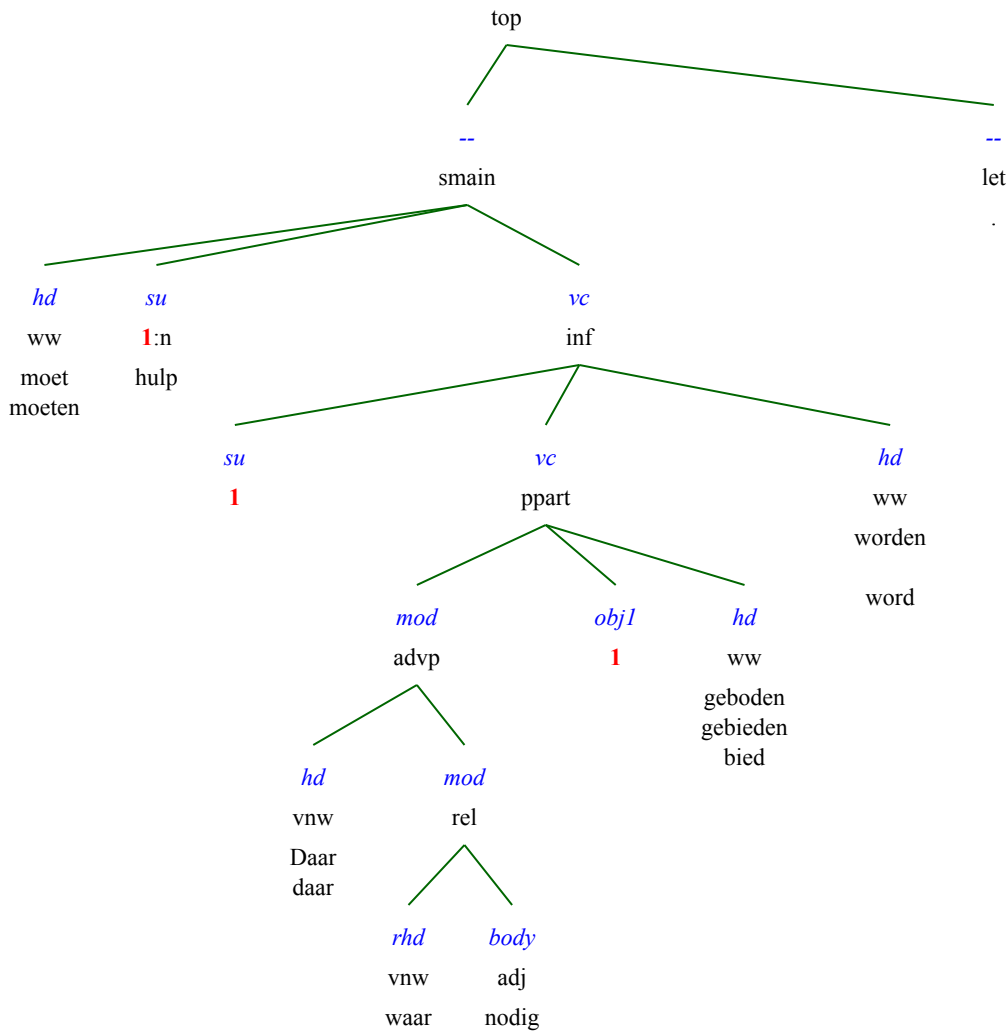 top
-- --
smain let
.
hd su vc
ww 1:n inf
moet hulp
moeten
su vc hd
1 ppart ww
worden
word
mod obj1 hd
advp 1 ww
geboden
gebieden
bied
hd mod
vnw rel
Daar
daar
rhd body
vnw adj
waar nodig